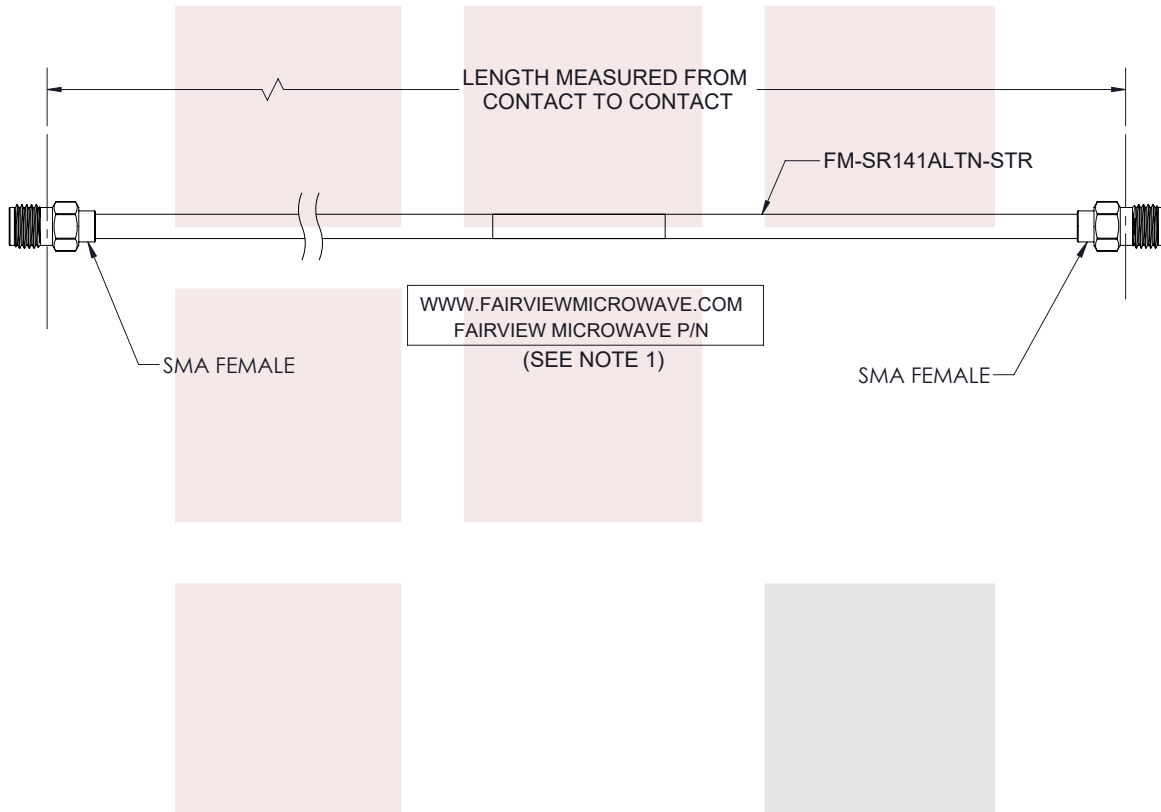 LENGTH MEASURED FROM
CONTACT TO CONTACT
FM-SR141ALTN-STR
WWW.FAIRVIEWMICROWAVE.COM
FAIRVIEW MICROWAVE P/N
(SEE NOTE 1)
SMA FEMALE
SMA FEMALE